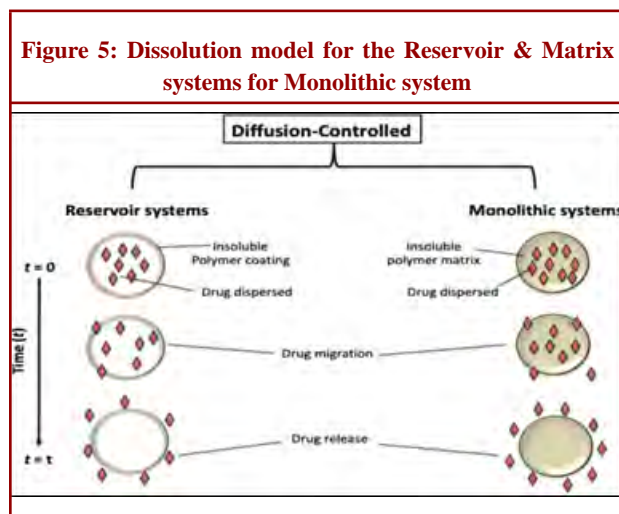 Figure 5: Dissolution model for the Reservoir & Matrix
systems for Monolithic system
Diffusion-Controlled
Reservoir systems
Monolithic systems
t = 0
Insoluble
Polymer coating
Drug dispersed
Insoluble
polymer matrix
Drug dispersed
Time (t)
Drug migration
Drug release
t = t